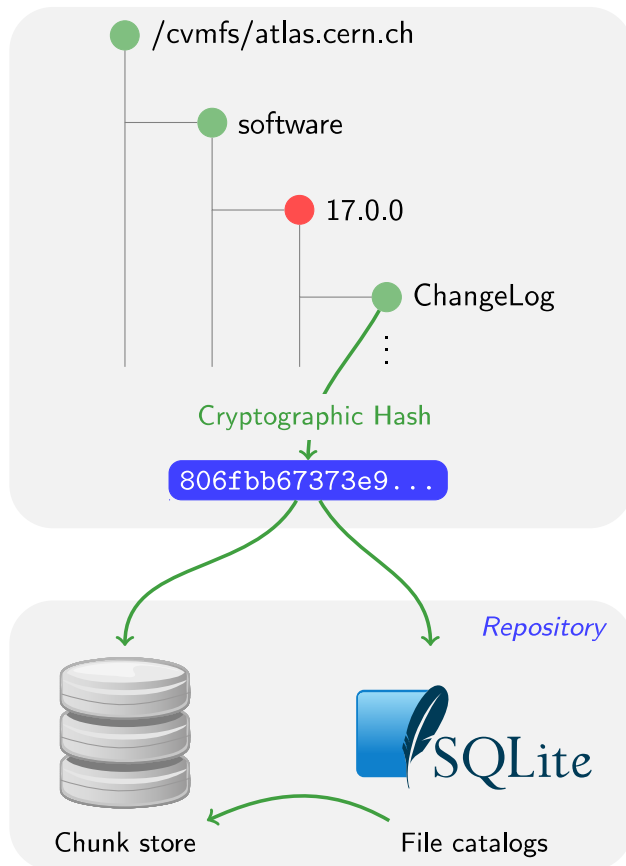 /cvmfs/atlas.cern.ch
software
17.0.0
ChangeLog
⋮
Cryptographic Hash
806fbb67373e9...
Repository
SQLite
Chunk store
File catalogs